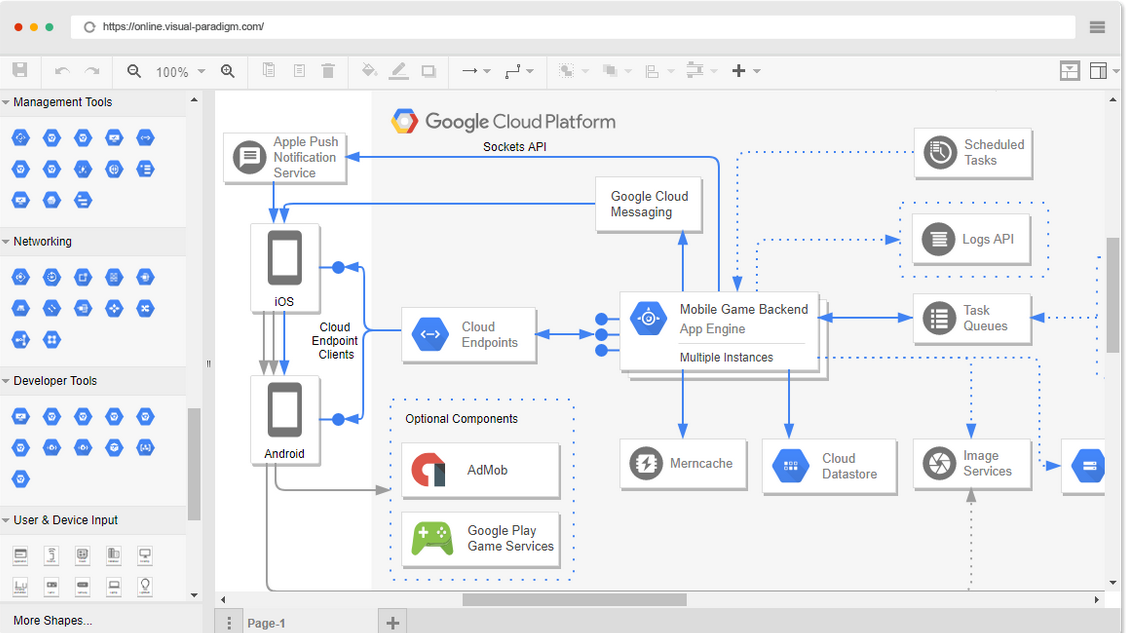 https://online.visual-paradigm.com/
100%
Management Tools
Networking
Developer Tools
User & Device Input
More Shapes...
Google Cloud Platform
Apple Push
Notification
Service
Sockets API
Google Cloud
Messaging
Scheduled
Tasks
Logs API
iOS
Cloud
Endpoint
Clients
Cloud
Endpoints
Mobile Game Backend
App Engine
Multiple Instances
Task
Queues
Android
Optional Components
AdMob
Google Play
Game Services
Merncache
Cloud
Datastore
Image
Services
Page-1